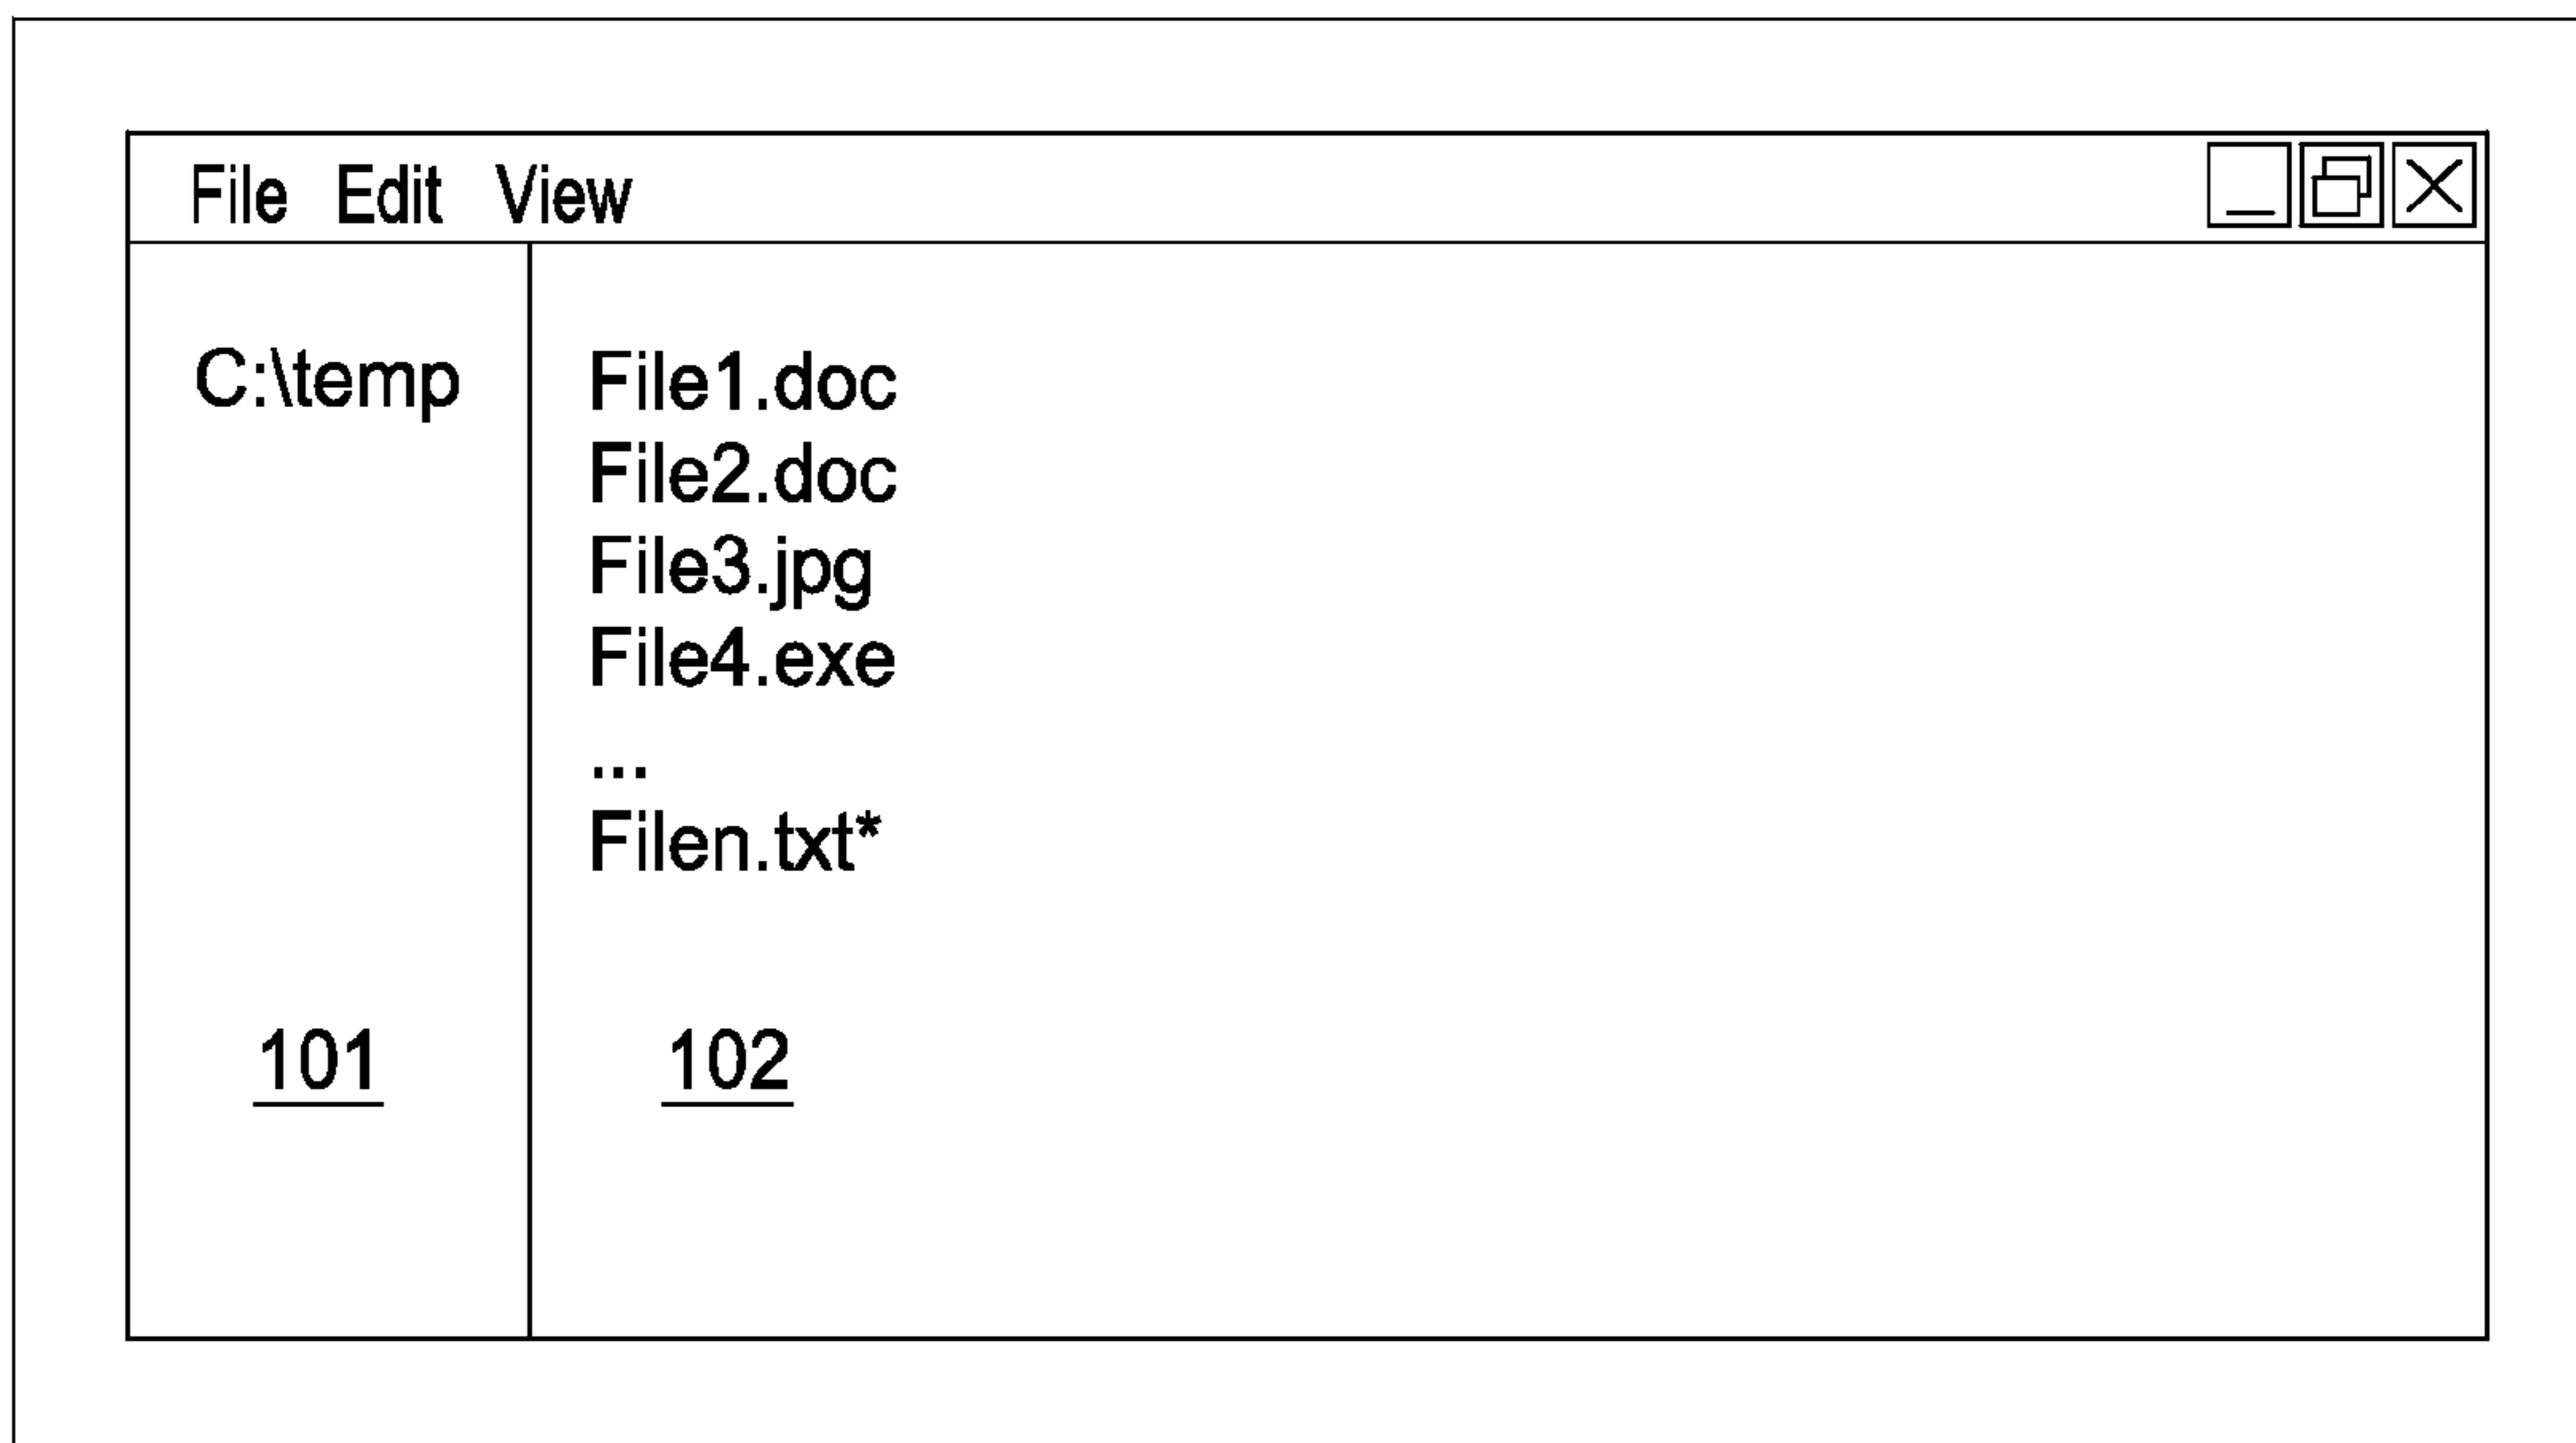 File Edit View
C:\temp
File1.doc
File2.doc
File3.jpg
File4.exe
...
Filen.txt*
101
102